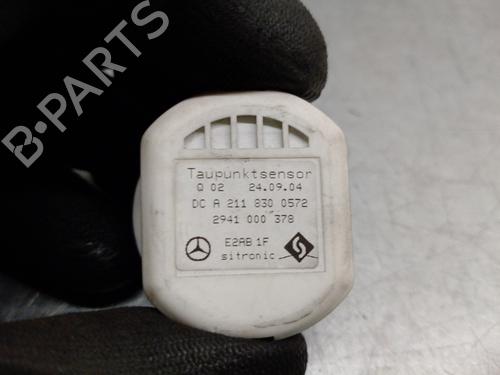 B-PARTS
Taupunktsensor
Q 02 24.09.04
DC A 211 830 0572
2941 000 378
E2AB 1F
sitronic